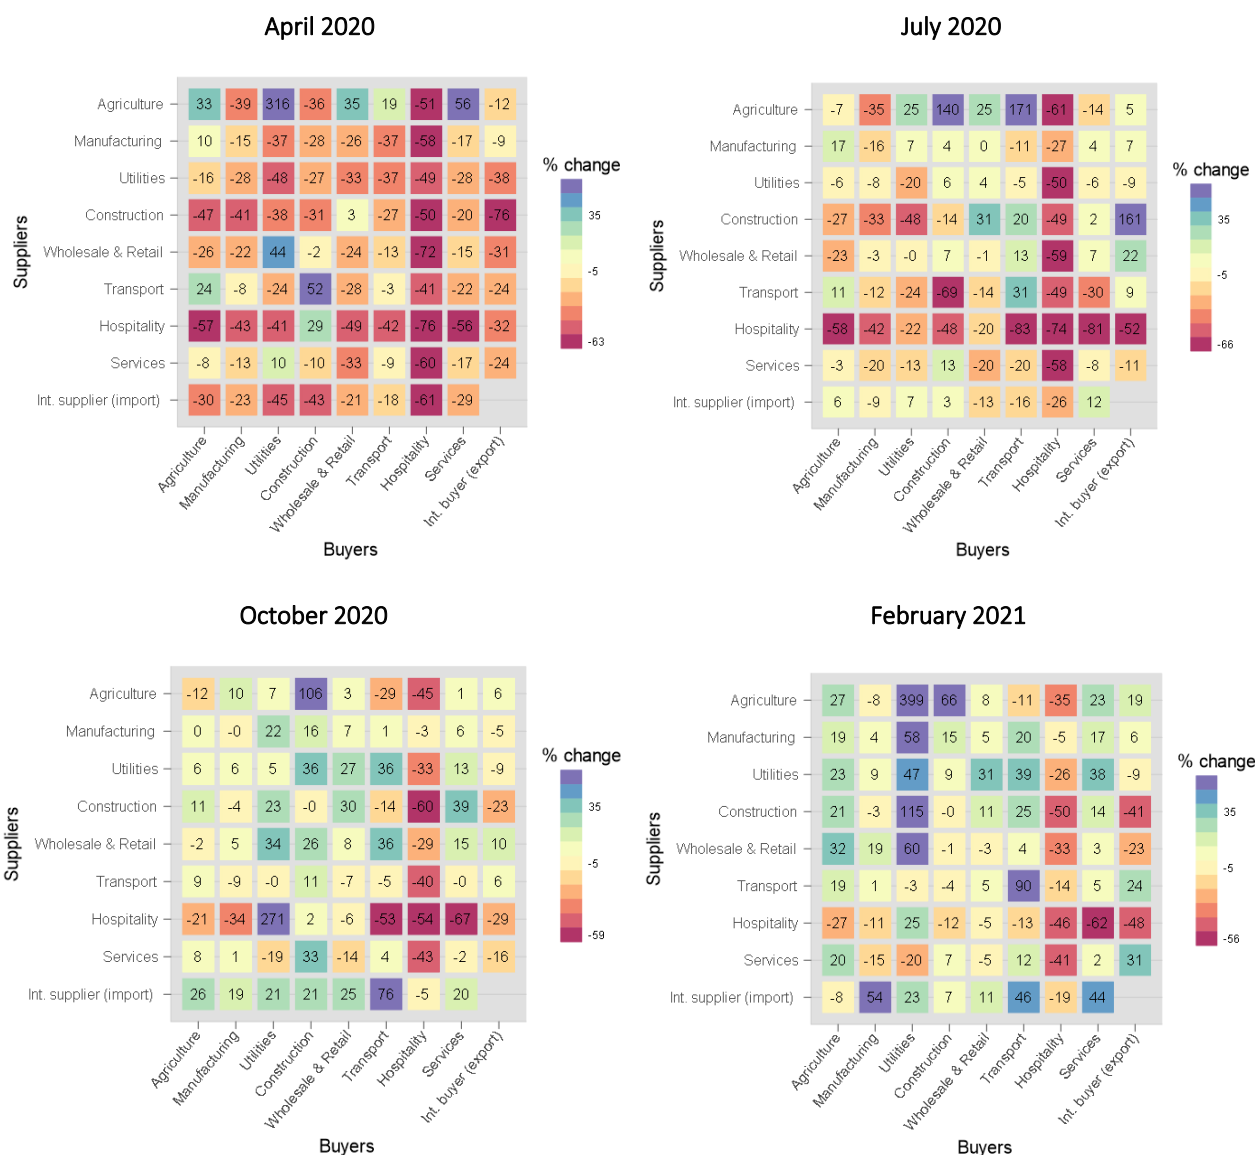 April 2020
Suppliers
Agriculture 33 -39 316 -36 35 19 -51 56 -12
Manufacturing 10 -15 -37 -28 -26 -37 -58 -17 -9
Utilities -16 -28 -48 -27 -33 -37 -49 -28 -38
Construction -47 -41 -38 -31 3 -27 -50 -20 -76
Wholesale & Retail -26 -22 44 -2 -24 -13 -72 -15 -31
Transport 24 -8 -24 52 -28 -3 -41 -22 -24
Hospitality -57 -43 -41 29 -49 -42 -76 -56 -32
Services -8 -13 10 -10 -33 -9 -60 -17 -24
Int. supplier (import) -30 -23 -45 -43 -21 -18 -61 -29
Agriculture Manufacturing Utilities Construction Wholesale & Retail Transport Hospitality Services Int. buyer (export)
Buyers
% change
35
-5
-63
July 2020
Suppliers
Agriculture -7 -35 25 140 25 171 -61 -14 5
Manufacturing 17 -16 7 4 0 -11 -27 4 7
Utilities -6 -8 -20 6 4 -5 -50 -6 -9
Construction -27 -33 -48 -14 31 20 -49 2 161
Wholesale & Retail -23 -3 -0 7 -1 13 -59 7 22
Transport 11 -12 -24 -69 -14 31 -49 -30 9
Hospitality -58 -42 -22 -48 -20 -83 -74 -81 -52
Services -3 -20 -13 13 -20 -20 -58 -8 -11
Int. supplier (import) 6 -9 7 3 -13 -16 -26 12
Agriculture Manufacturing Utilities Construction Wholesale & Retail Transport Hospitality Services Int. buyer (export)
Buyers
% change
35
-5
-66
October 2020
Suppliers
Agriculture -12 10 7 106 3 -29 -45 1 6
Manufacturing 0 -0 22 16 7 1 -3 6 -5
Utilities 6 6 5 36 27 36 -33 13 -9
Construction 11 -4 23 -0 30 -14 -60 39 -23
Wholesale & Retail -2 5 34 26 8 36 -29 15 10
Transport 9 -9 -0 11 -7 -5 -40 -0 6
Hospitality -21 -34 271 2 -6 -53 -54 -67 -29
Services 8 1 -19 33 -14 4 -43 -2 -16
Int. supplier (import) 26 19 21 21 25 76 -5 20
Agriculture Manufacturing Utilities Construction Wholesale & Retail Transport Hospitality Services Int. buyer (export)
Buyers
% change
35
-5
-59
February 2021
Suppliers
Agriculture 27 -8 399 66 8 -11 -35 23 19
Manufacturing 19 4 58 15 5 20 -5 17 6
Utilities 23 9 47 9 31 39 -26 38 -9
Construction 21 -3 115 -0 11 25 -50 14 -41
Wholesale & Retail 32 19 60 -1 -3 4 -33 3 -23
Transport 19 1 -3 -4 5 90 -14 5 24
Hospitality -27 -11 25 -12 -5 -13 -46 -62 -48
Services 20 -15 -20 7 -5 12 -41 2 31
Int. supplier (import) -8 54 23 7 11 46 -19 44
Agriculture Manufacturing Utilities Construction Wholesale & Retail Transport Hospitality Services Int. buyer (export)
Buyers
% change
35
-5
-56